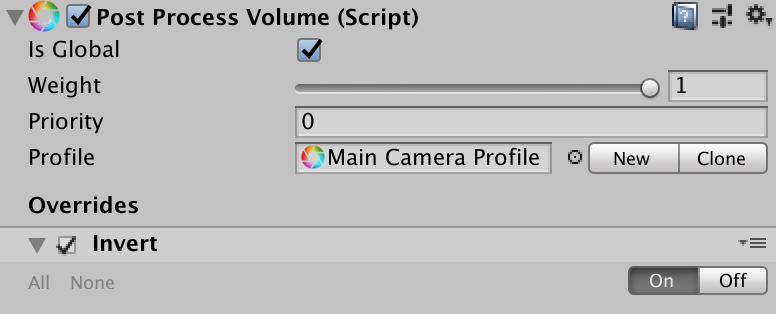 Post Process Volume (Script)
Is Global
Weight 1
Priority 0
Profile Main Camera Profile New Clone
Overrides
Invert
All None On Off